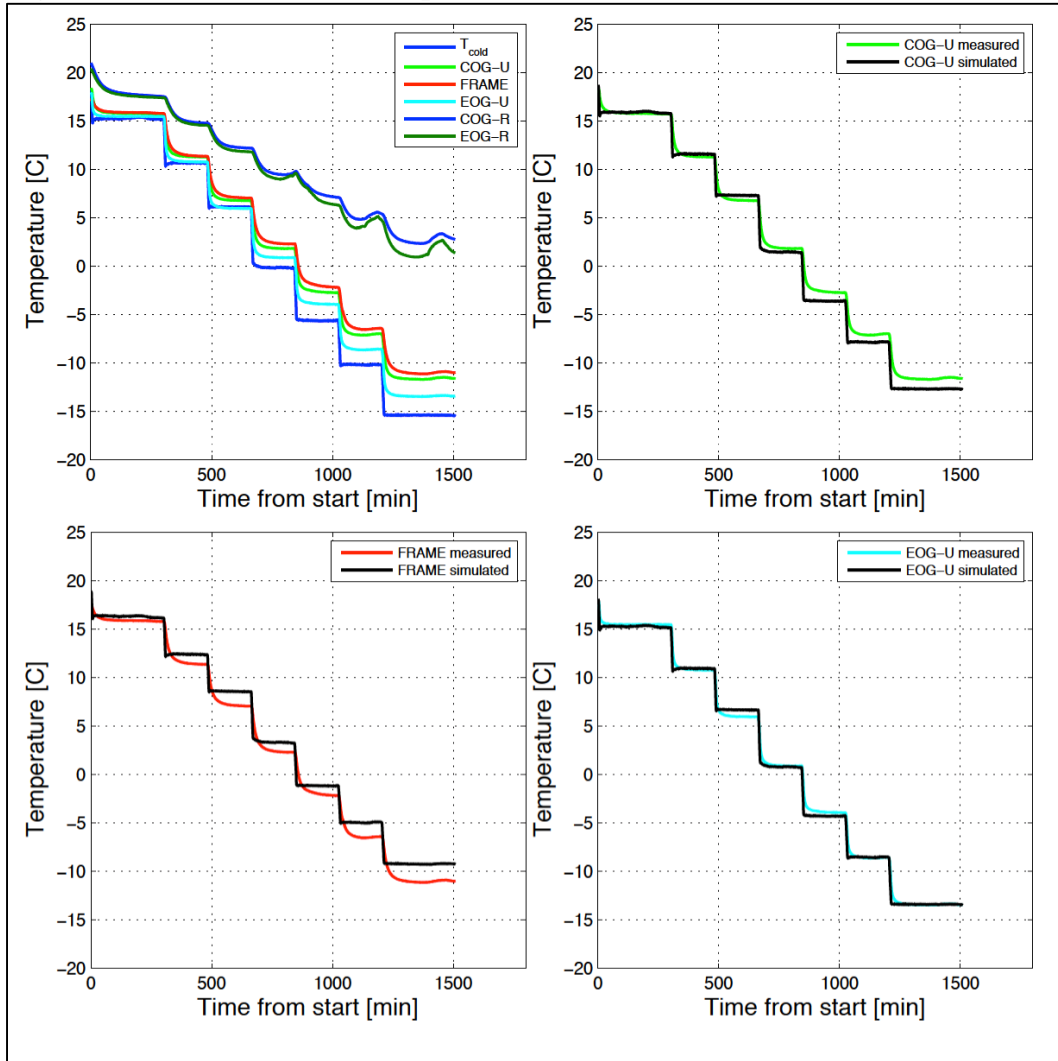 25
20
15
10
5
0
−5
−10
−15
−20
Temperature [C]
0 500 1000 1500
Time from start [min]
T_cold
COG−U
FRAME
EOG−U
COG−R
EOG−R
25
20
15
10
5
0
−5
−10
−15
−20
Temperature [C]
0 500 1000 1500
Time from start [min]
COG−U measured
COG−U simulated
25
20
15
10
5
0
−5
−10
−15
−20
Temperature [C]
0 500 1000 1500
Time from start [min]
FRAME measured
FRAME simulated
25
20
15
10
5
0
−5
−10
−15
−20
Temperature [C]
0 500 1000 1500
Time from start [min]
EOG−U measured
EOG−U simulated